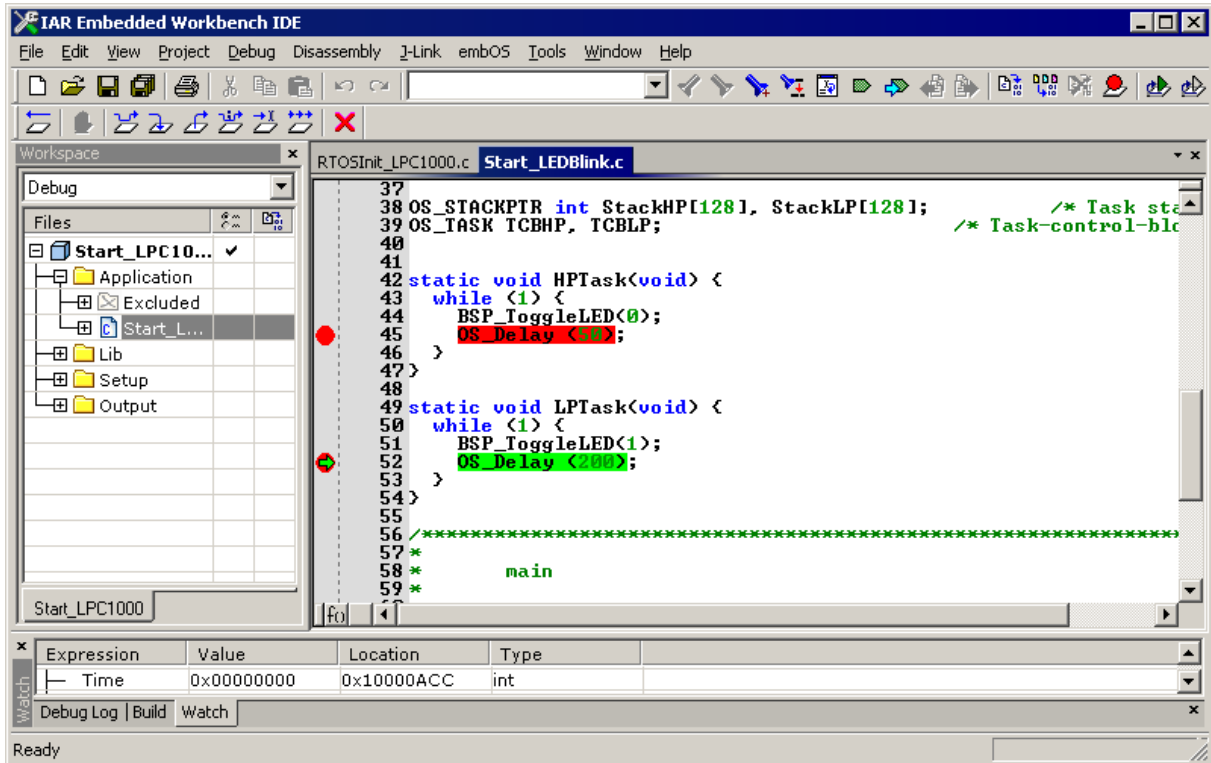 IAR Embedded Workbench IDE
File Edit View Project Debug Disassembly J-Link embOS Tools Window Help
Workspace
Debug
Files
Start_LPC10...
Application
Excluded
Start_L...
Lib
Setup
Output
Start_LPC1000
RTOSInit_LPC1000.c Start_LEDBlink.c
37
38 OS_STACKPTR int StackHP[128], StackLP[128]; /* Task sta
39 OS_TASK TCBHP, TCBLP; /* Task-control-blo
40
41
42 static void HPTask(void) {
43 while (1) {
44 BSP_ToggleLED(0);
45 OS_Delay (50);
46 }
47 }
48
49 static void LPTask(void) {
50 while (1) {
51 BSP_ToggleLED(1);
52 OS_Delay (200);
53 }
54 }
55
56 /*********************************************************************
57 *
58 * main
59 *
Watch
Expression Value Location Type
Time 0x00000000 0x10000ACC int
Debug Log | Build Watch
Ready